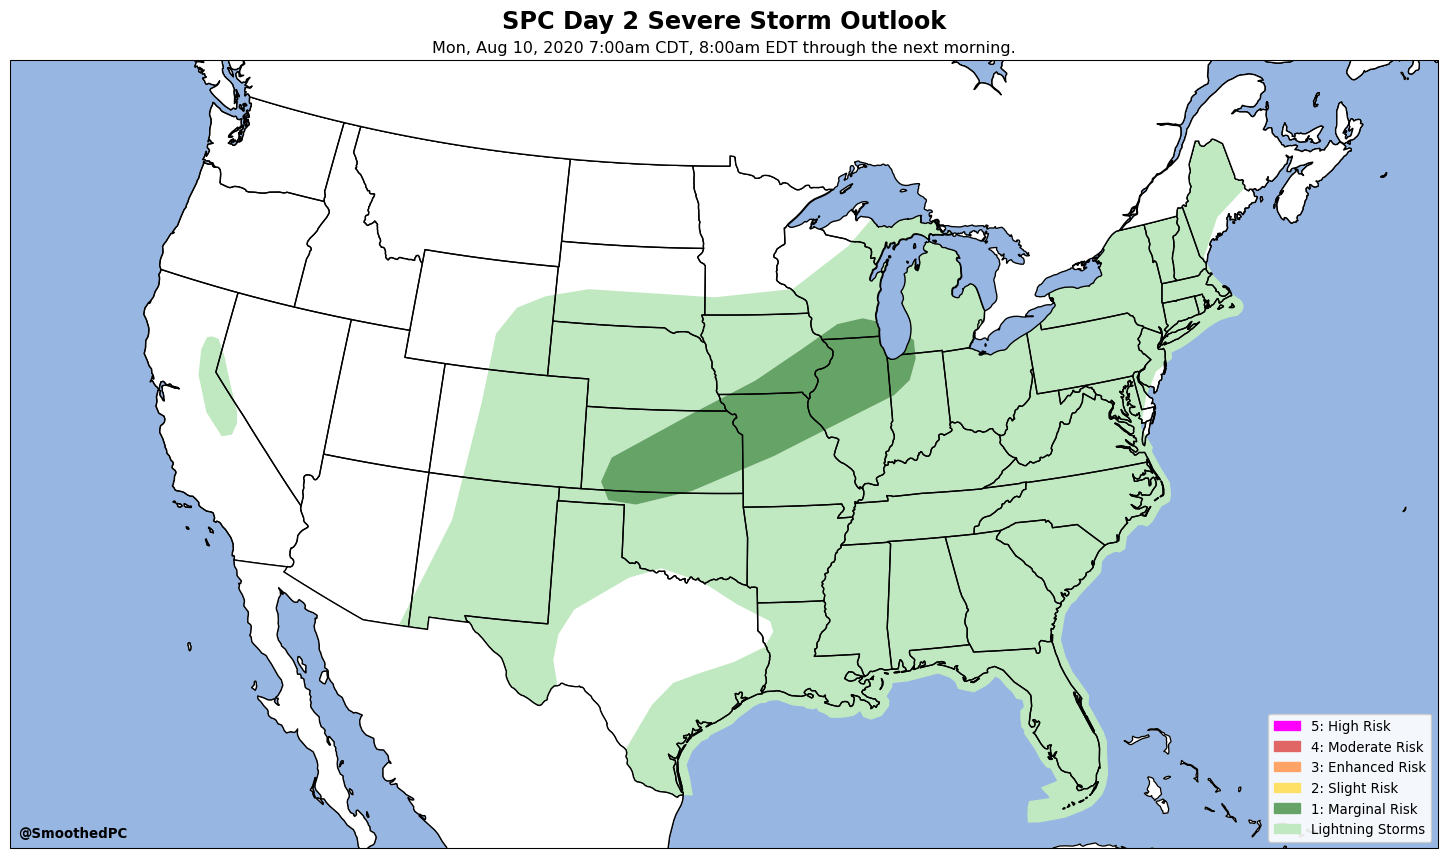 SPC Day 2 Severe Storm Outlook
Mon, Aug 10, 2020 7:00am CDT, 8:00am EDT through the next morning.
5: High Risk
4: Moderate Risk
3: Enhanced Risk
2: Slight Risk
1: Marginal Risk
Lightning Storms
@SmoothedPC